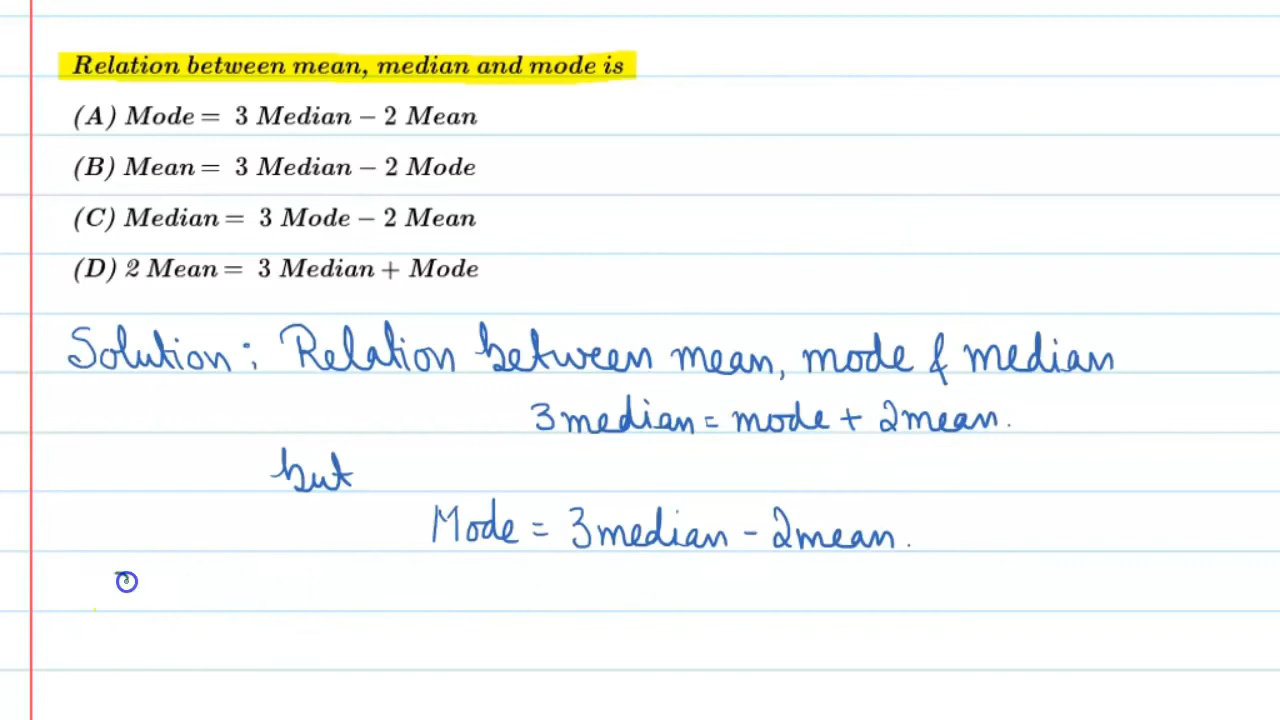 Relation between mean, median and mode is
(A) Mode = 3 Median − 2 Mean
(B) Mean = 3 Median − 2 Mode
(C) Median = 3 Mode − 2 Mean
(D) 2 Mean = 3 Median + Mode
Solution: Relation between mean, mode & median
3median = mode + 2mean.
but
Mode = 3median - 2mean.